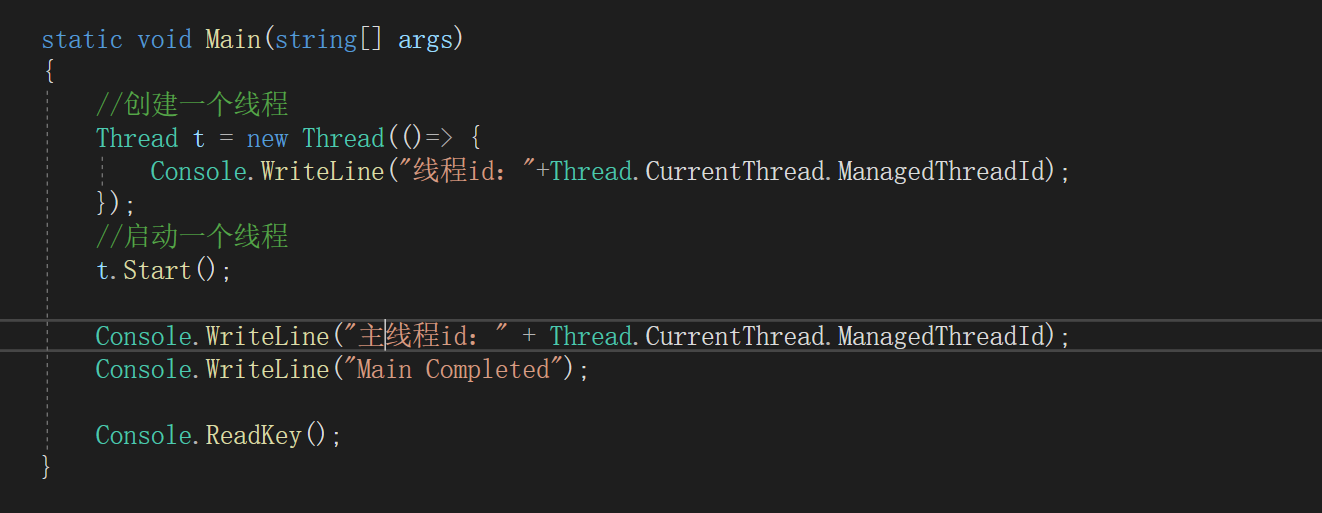 static void Main(string[] args)
{
//创建一个线程
Thread t = new Thread(()=> {
Console.WriteLine("线程id："+Thread.CurrentThread.ManagedThreadId);
});
//启动一个线程
t.Start();
Console.WriteLine("主线程id：" + Thread.CurrentThread.ManagedThreadId);
Console.WriteLine("Main Completed");
Console.ReadKey();
}